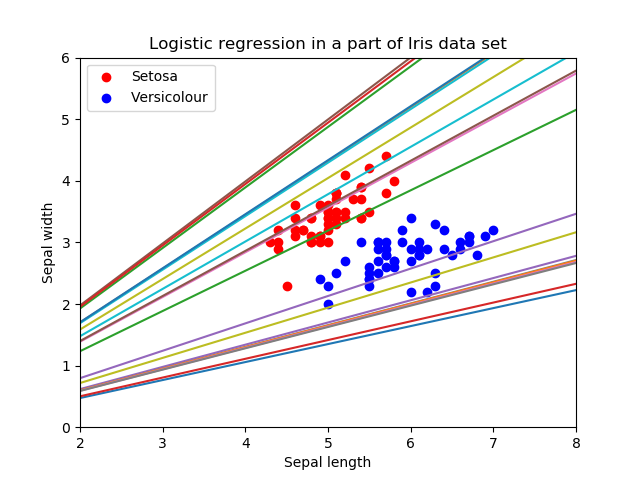 Logistic regression in a part of Iris data set
Setosa
Versicolour
Sepal width
6
5
4
3
2
1
0
2 3 4 5 6 7 8
Sepal length